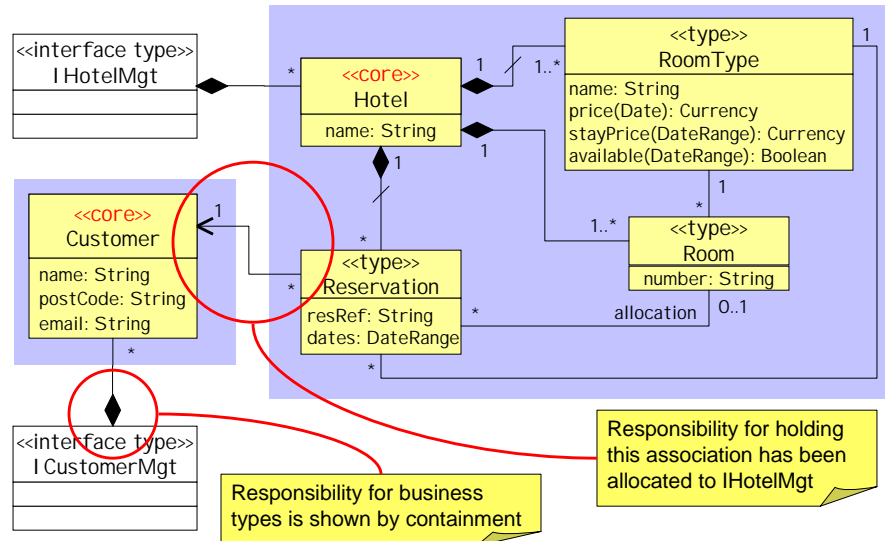 <<interface type>>
IHotelMgt
*
<<core>>
Hotel
name: String
1
1..*
1
1
<<type>>
RoomType
name: String
price(Date): Currency
stayPrice(DateRange): Currency
available(DateRange): Boolean
1
1
*
1..*
<<type>>
Room
number: String
0..1
allocation
*
<<core>>
Customer
name: String
postCode: String
email: String
1
*
*
<<type>>
Reservation
resRef: String
dates: DateRange
*
*
<<interface type>>
ICustomerMgt
Responsibility for business
types is shown by containment
Responsibility for holding
this association has been
allocated to IHotelMgt